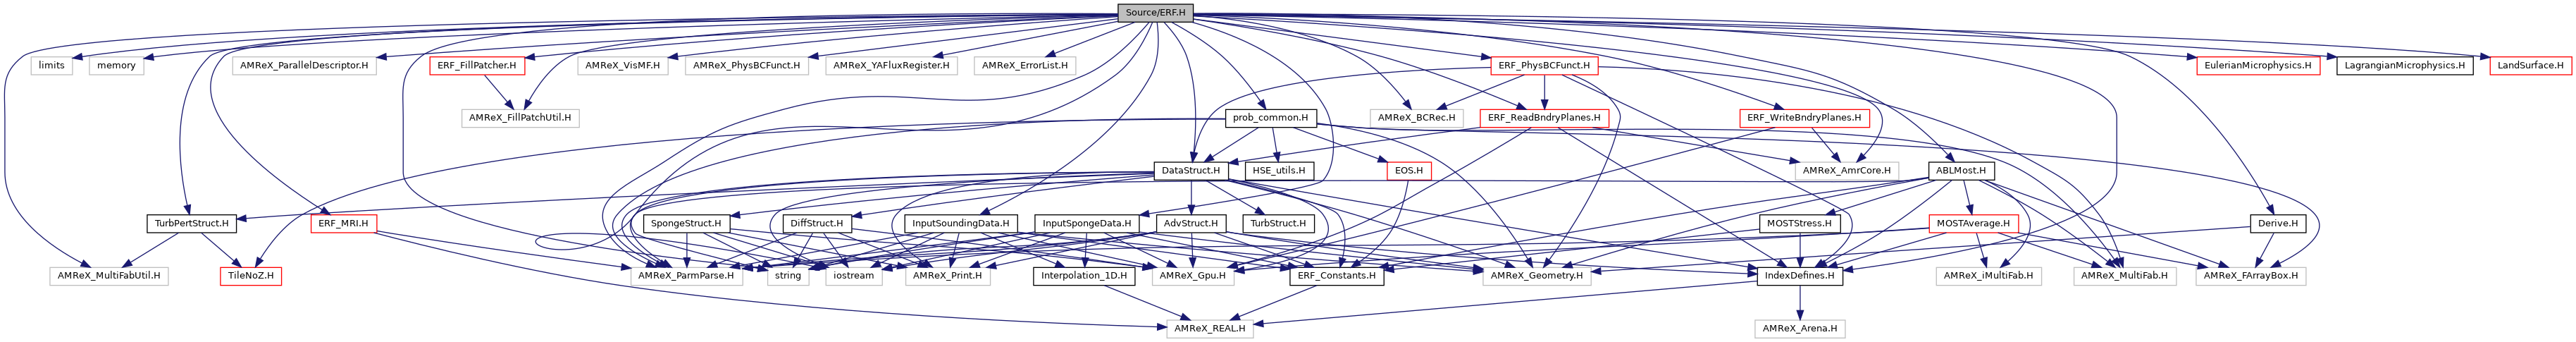 Source/ERF.H
limits
memory
AMReX_ParallelDescriptor.H
ERF_FillPatcher.H
AMReX_VisMF.H
AMReX_PhysBCFunct.H
AMReX_YAFluxRegister.H
AMReX_ErrorList.H
ERF_PhysBCFunct.H
EulerianMicrophysics.H
LagrangianMicrophysics.H
LandSurface.H
AMReX_FillPatchUtil.H
prob_common.H
AMReX_BCRec.H
ERF_ReadBndryPlanes.H
ERF_WriteBndryPlanes.H
DataStruct.H
HSE_utils.H
EOS.H
AMReX_AmrCore.H
ABLMost.H
TurbPertStruct.H
ERF_MRI.H
SpongeStruct.H
DiffStruct.H
InputSoundingData.H
InputSpongeData.H
AdvStruct.H
TurbStruct.H
MOSTStress.H
MOSTAverage.H
Derive.H
AMReX_MultiFabUtil.H
TileNoZ.H
AMReX_ParmParse.H
string
iostream
AMReX_Print.H
Interpolation_1D.H
AMReX_Gpu.H
ERF_Constants.H
AMReX_Geometry.H
IndexDefines.H
AMReX_iMultiFab.H
AMReX_MultiFab.H
AMReX_FArrayBox.H
AMReX_REAL.H
AMReX_Arena.H